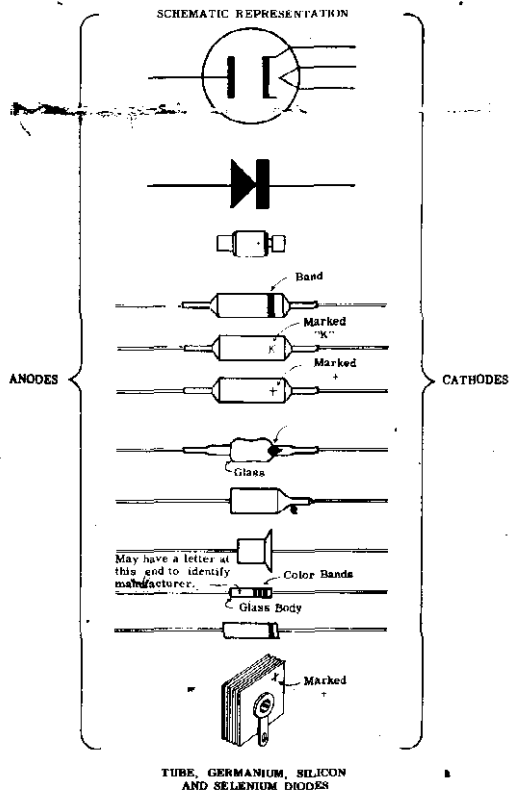 SCHEMATIC REPRESENTATION
Band
Marked
"K"
K
Marked
+
+
ANODES
CATHODES
Glass
May have a letter at
this end to identify
manufacturer.
Color Bands
Glass Body
Marked
+
TUBE, GERMANIUM, SILICON
AND SELENIUM DIODES